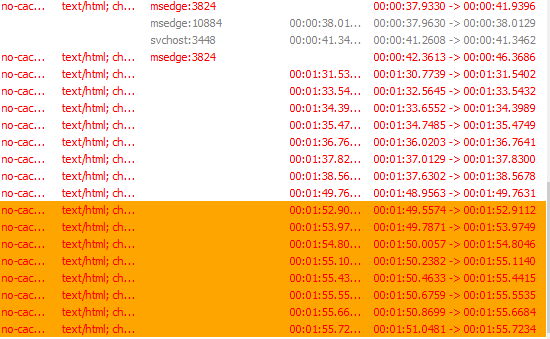 no-cac... text/html; ch... msedge:3824 00:00:37.9330 -> 00:00:41.9396
msedge:10884 00:00:38.01... 00:00:37.9630 -> 00:00:38.0129
svchost:3448 00:00:41.34... 00:00:41.2608 -> 00:00:41.3462
no-cac... text/html; ch... msedge:3824 00:00:42.3613 -> 00:00:46.3686
no-cac... text/html; ch... 00:01:31.53... 00:01:30.7739 -> 00:01:31.5402
no-cac... text/html; ch... 00:01:33.54... 00:01:32.5645 -> 00:01:33.5432
no-cac... text/html; ch... 00:01:34.39... 00:01:33.6552 -> 00:01:34.3989
no-cac... text/html; ch... 00:01:35.47... 00:01:34.7485 -> 00:01:35.4749
no-cac... text/html; ch... 00:01:36.76... 00:01:36.0203 -> 00:01:36.7641
no-cac... text/html; ch... 00:01:37.82... 00:01:37.0129 -> 00:01:37.8300
no-cac... text/html; ch... 00:01:38.56... 00:01:37.6302 -> 00:01:38.5678
no-cac... text/html; ch... 00:01:49.76... 00:01:48.9563 -> 00:01:49.7631
no-cac... text/html; ch... 00:01:52.90... 00:01:49.5574 -> 00:01:52.9112
no-cac... text/html; ch... 00:01:53.97... 00:01:49.7871 -> 00:01:53.9749
no-cac... text/html; ch... 00:01:54.80... 00:01:50.0057 -> 00:01:54.8046
no-cac... text/html; ch... 00:01:55.10... 00:01:50.2382 -> 00:01:55.1140
no-cac... text/html; ch... 00:01:55.43... 00:01:50.4633 -> 00:01:55.4415
no-cac... text/html; ch... 00:01:55.55... 00:01:50.6759 -> 00:01:55.5535
no-cac... text/html; ch... 00:01:55.66... 00:01:50.8699 -> 00:01:55.6684
no-cac... text/html; ch... 00:01:55.72... 00:01:51.0481 -> 00:01:55.7234